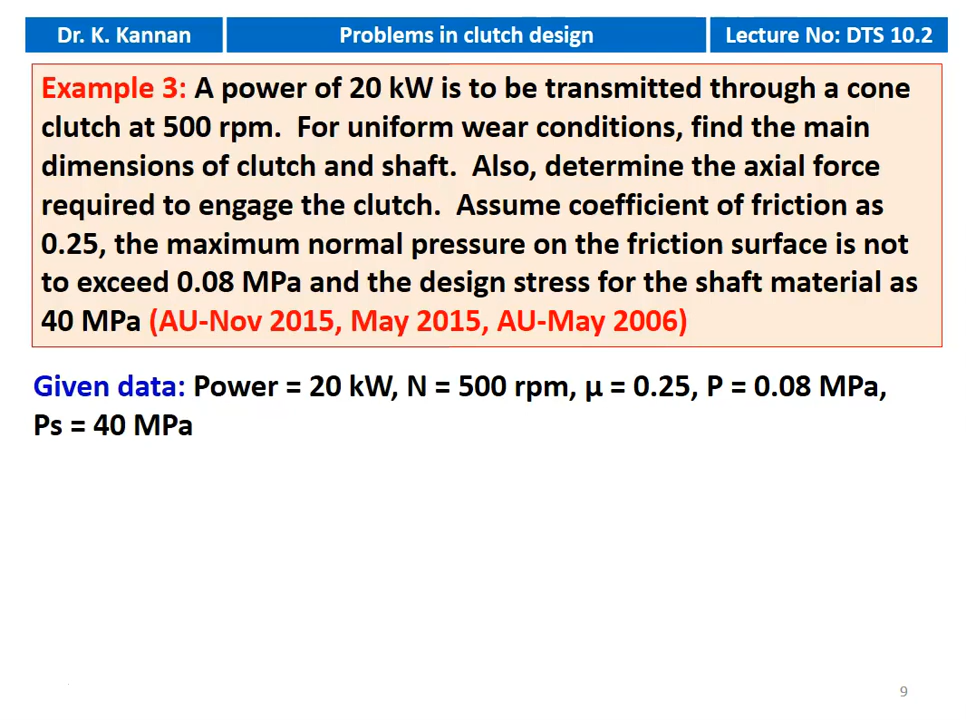 Dr. K. Kannan
Problems in clutch design
Lecture No: DTS 10.2
Example 3: A power of 20 kW is to be transmitted through a cone
clutch at 500 rpm. For uniform wear conditions, find the main
dimensions of clutch and shaft. Also, determine the axial force
required to engage the clutch. Assume coefficient of friction as
0.25, the maximum normal pressure on the friction surface is not
to exceed 0.08 MPa and the design stress for the shaft material as
40 MPa (AU-Nov 2015, May 2015, AU-May 2006)
Given data: Power = 20 kW, N = 500 rpm, μ = 0.25, P = 0.08 MPa,
Ps = 40 MPa
9